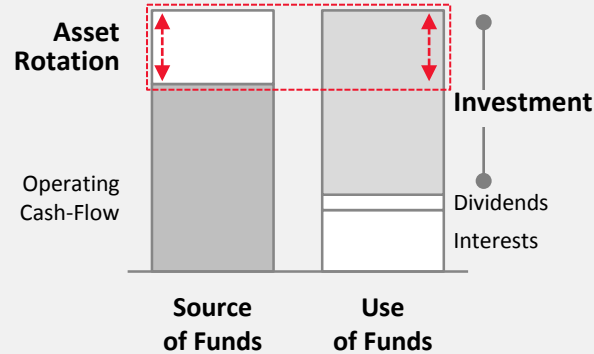 Asset
Rotation
Investment
Operating
Cash-Flow
Dividends
Interests
Source
of Funds
Use
of Funds